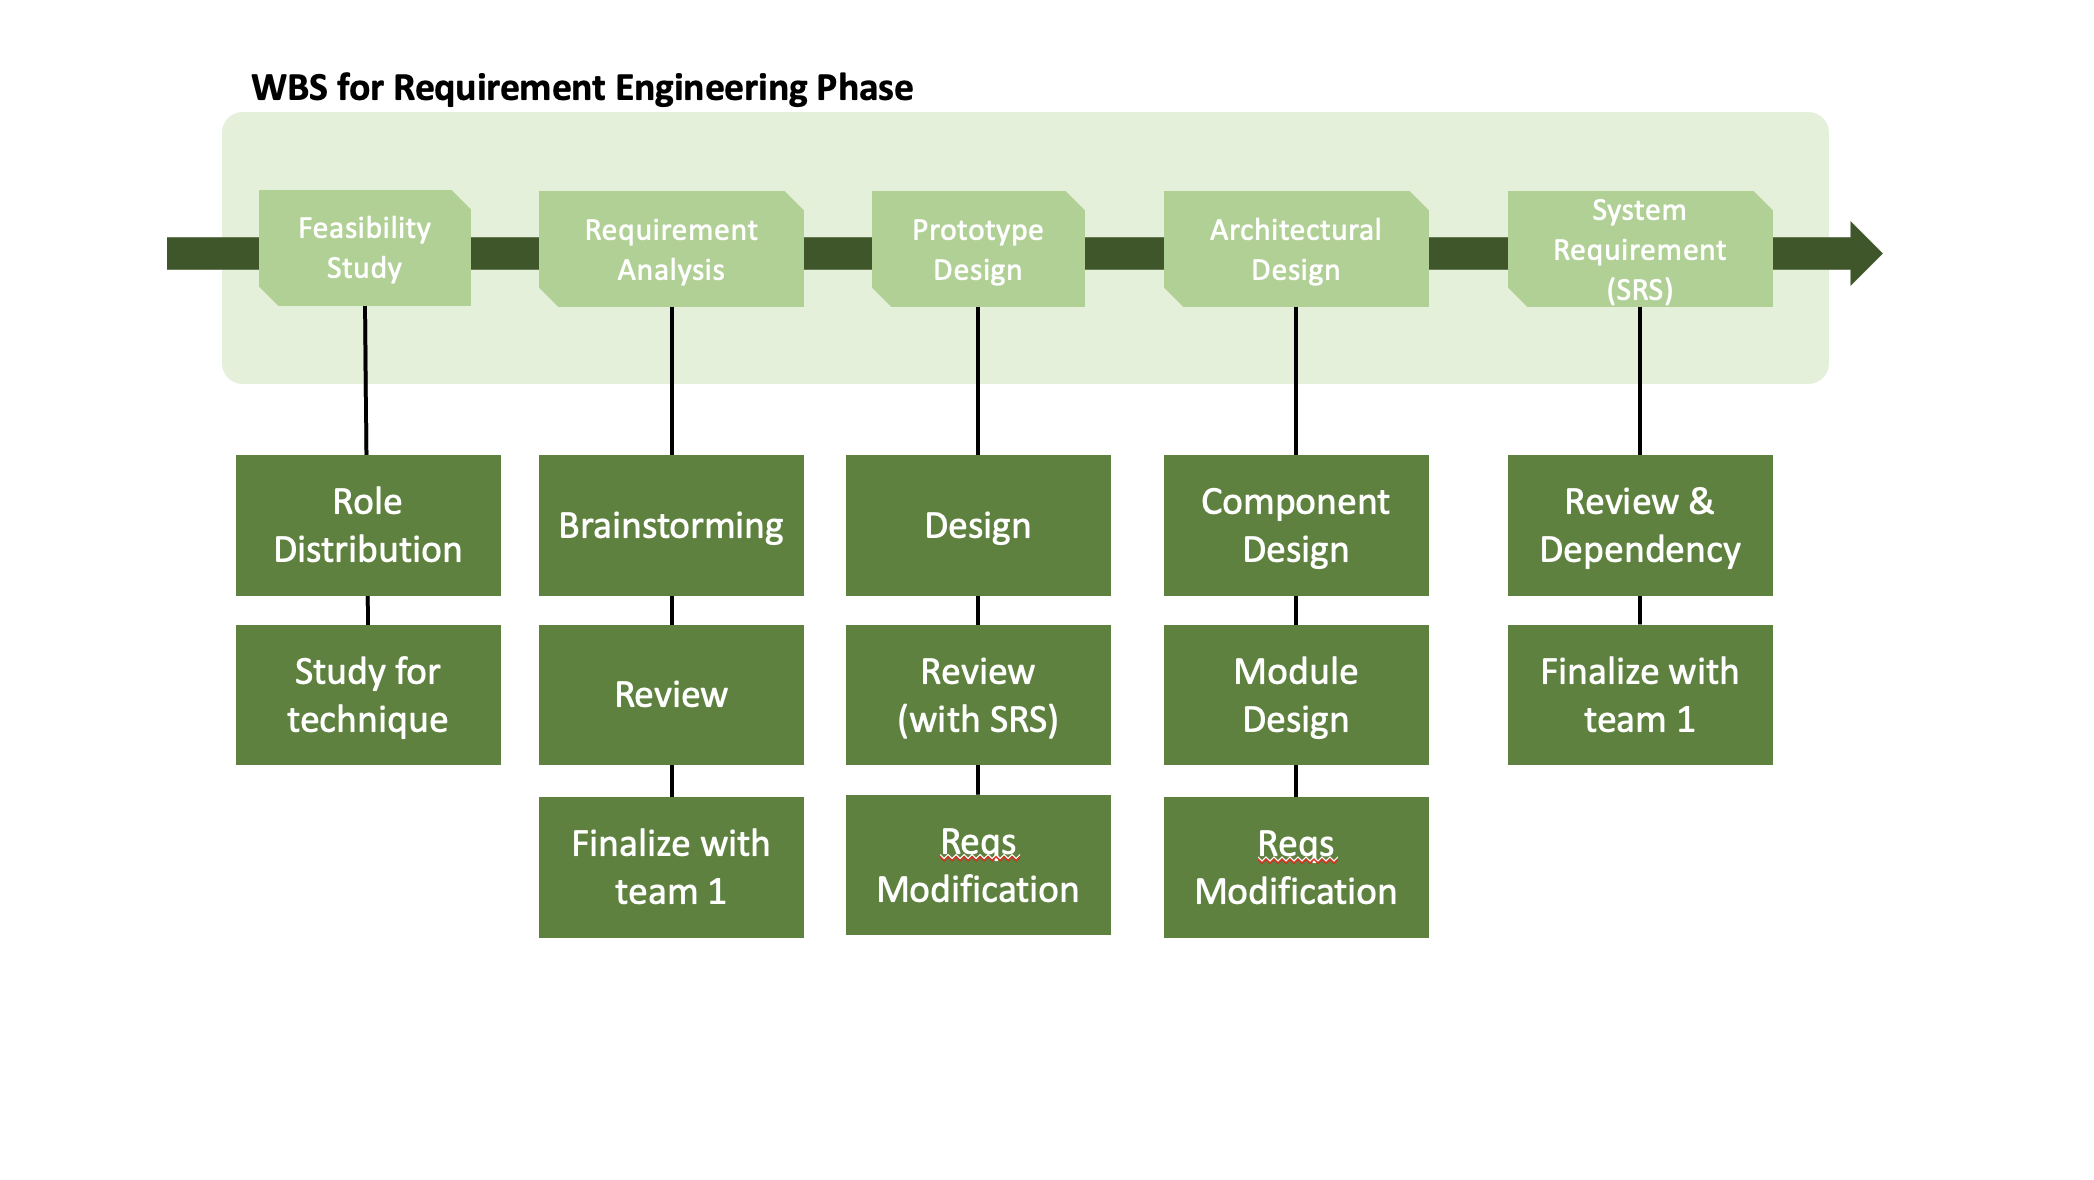 WBS for Requirement Engineering Phase
Feasibility
Study
Requirement
Analysis
Prototype
Design
Architectural
Design
System
Requirement
(SRS)
Role
Distribution
Study for
technique
Brainstorming
Review
Finalize with
team 1
Design
Review
(with SRS)
Reqs
Modification
Component
Design
Module
Design
Reqs
Modification
Review &
Dependency
Finalize with
team 1